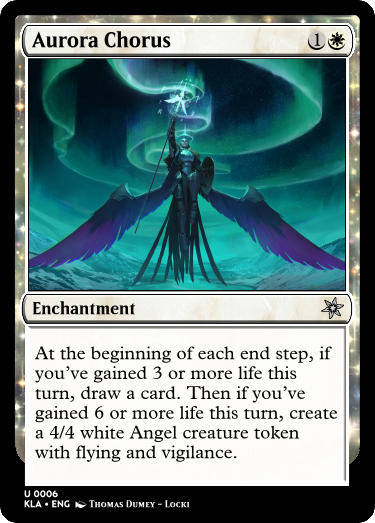 Aurora Chorus 1
Enchantment
At the beginning of each end step, if
you've gained 3 or more life this
turn, draw a card. Then if you've
gained 6 or more life this turn, create
a 4/4 white Angel creature token
with flying and vigilance.
U 0006
KLA • ENG Thomas Dumey – Locki